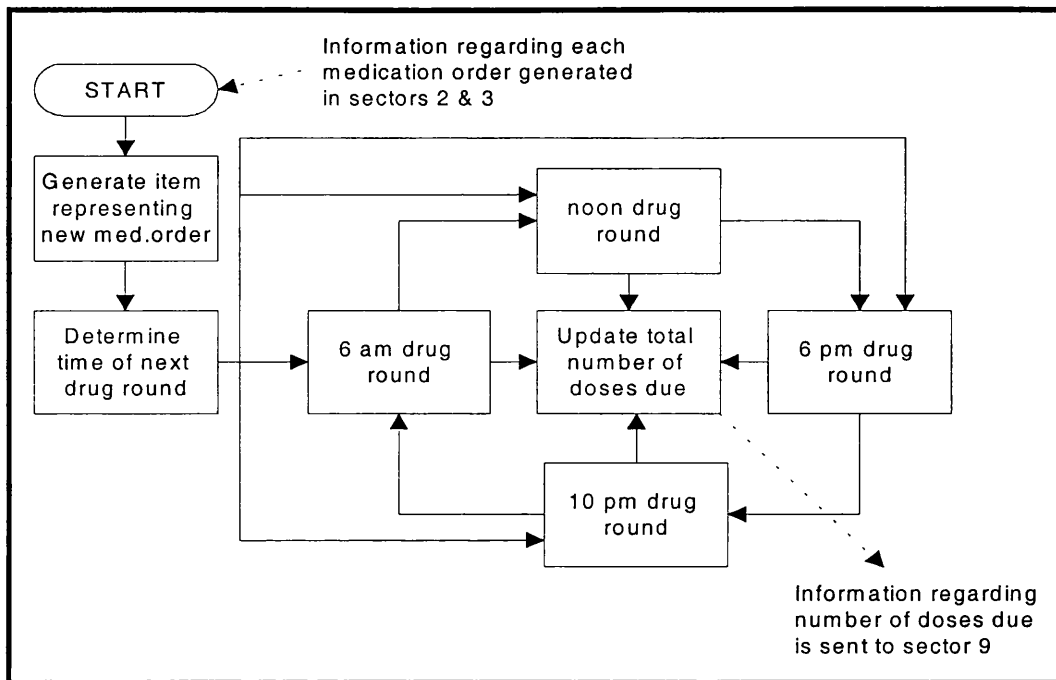 Information regarding each
medication order generated
in sectors 2 & 3
START
Generate item
representing
new med.order
noon drug
round
Determine
time of next
drug round
6 am drug
round
Update total
number of
doses due
6 pm drug
round
10 pm drug
round
Information regarding
number of doses due
is sent to sector 9